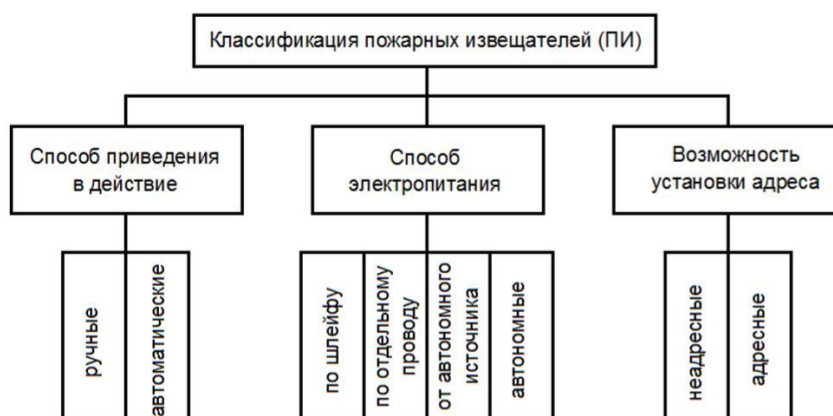 Классификация пожарных извещателей (ПИ)
Способ приведения
в действие
Способ
электропитания
Возможность
установки адреса
ручные
автоматические
по шлейфу
по отдельному
проводу
от автономного
источника
автономные
неадресные
адресные